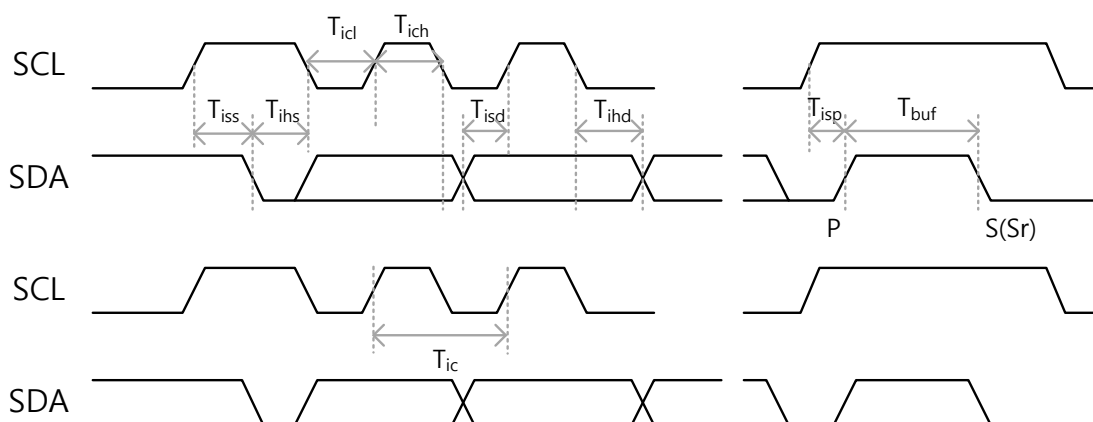 T_icl T_ich
SCL
T_iss T_ihs T_isd T_ihd T_isp T_buf
SDA
P S(Sr)
SCL
T_ic
SDA